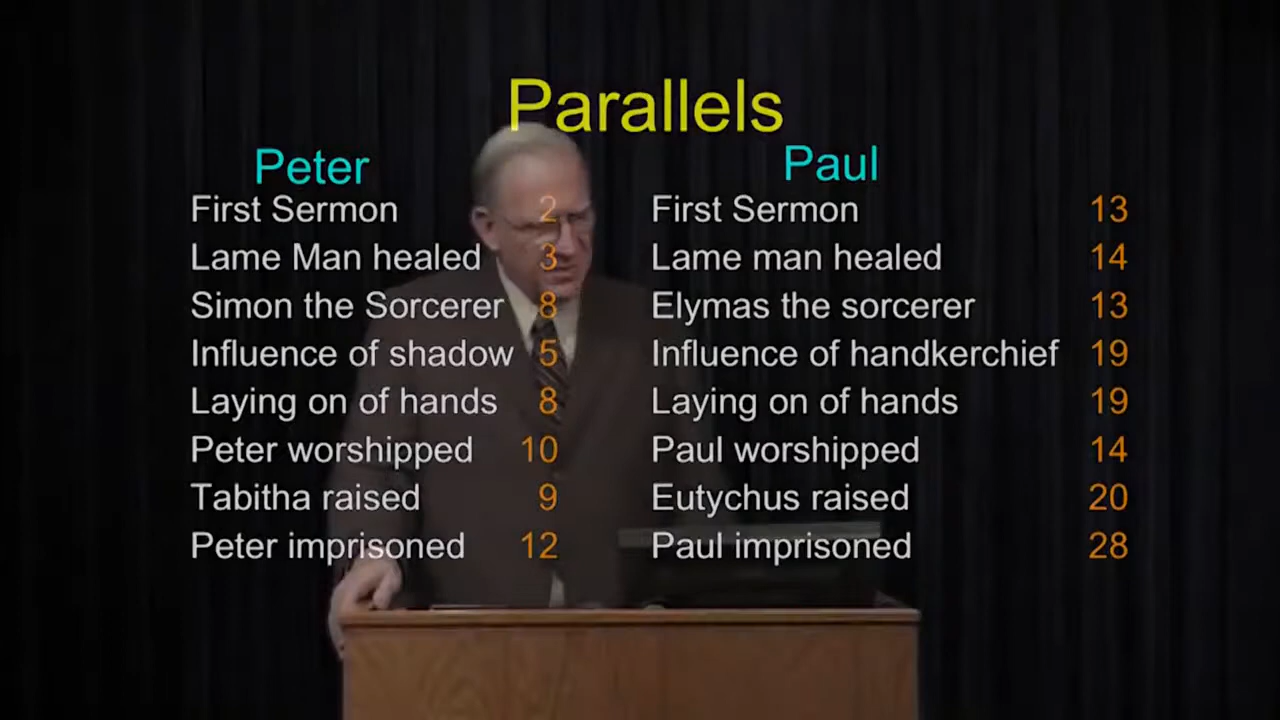 Parallels
Peter Paul
First Sermon 2 First Sermon 13
Lame Man healed 3 Lame man healed 14
Simon the Sorcerer 8 Elymas the sorcerer 13
Influence of shadow 5 Influence of handkerchief 19
Laying on of hands 8 Laying on of hands 19
Peter worshipped 10 Paul worshipped 14
Tabitha raised 9 Eutychus raised 20
Peter imprisoned 12 Paul imprisoned 28